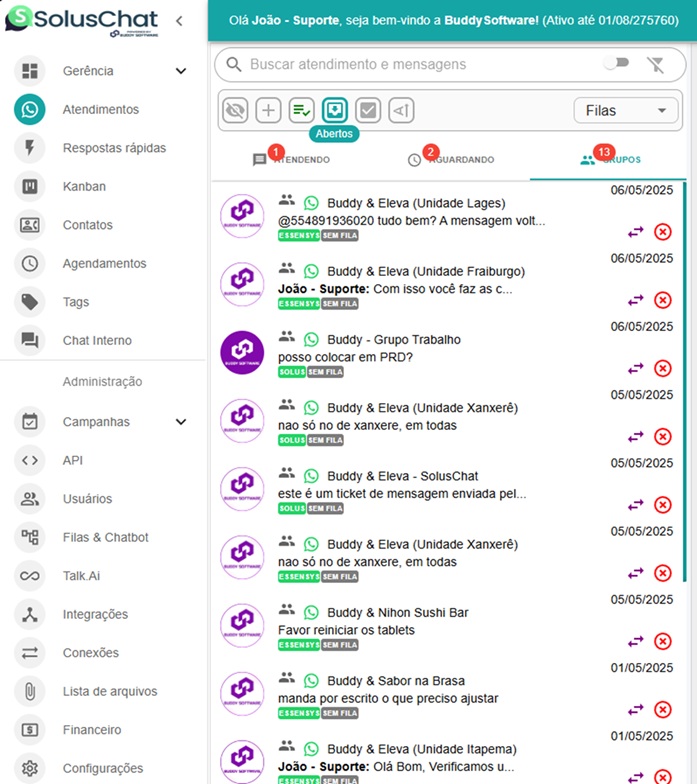 SolusChat
POWERED BY
BUDDY SOFTWARE
Olá João - Suporte, seja bem-vindo a BuddySoftware! (Ativo até 01/08/275760)
Gerência
Atendimentos
Respostas rápidas
Kanban
Contatos
Agendamentos
Tags
Chat Interno
Administração
Campanhas
API
Usuários
Filas & Chatbot
Talk.Ai
Integrações
Conexões
Lista de arquivos
Financeiro
Configurações
Buscar atendimento e mensagens
Filas
Abertos
1
TENDENDO
2
AGUARDANDO
13
GRUPOS
06/05/2025
Buddy & Eleva (Unidade Lages)
@554891936020 tudo bem? A mensagem volt...
ESSENSYS SEM FILA
06/05/2025
Buddy & Eleva (Unidade Fraiburgo)
João - Suporte: Com isso você faz as c...
ESSENSYS SEM FILA
06/05/2025
Buddy - Grupo Trabalho
posso colocar em PRD?
SOLUS SEM FILA
05/05/2025
Buddy & Eleva (Unidade Xanxerê)
nao só no de xanxere, em todas
SOLUS SEM FILA
05/05/2025
Buddy & Eleva - SolusChat
este é um ticket de mensagem enviada pel...
SOLUS SEM FILA
05/05/2025
Buddy & Eleva (Unidade Xanxerê)
nao só no de xanxere, em todas
ESSENSYS SEM FILA
05/05/2025
Buddy & Nihon Sushi Bar
Favor reiniciar os tablets
ESSENSYS SEM FILA
01/05/2025
Buddy & Sabor na Brasa
manda por escrito o que preciso ajustar
ESSENSYS SEM FILA
01/05/2025
Buddy & Eleva (Unidade Itapema)
João - Suporte: Olá Bom, Verificamos u...
ESSENSYS SEM FILA